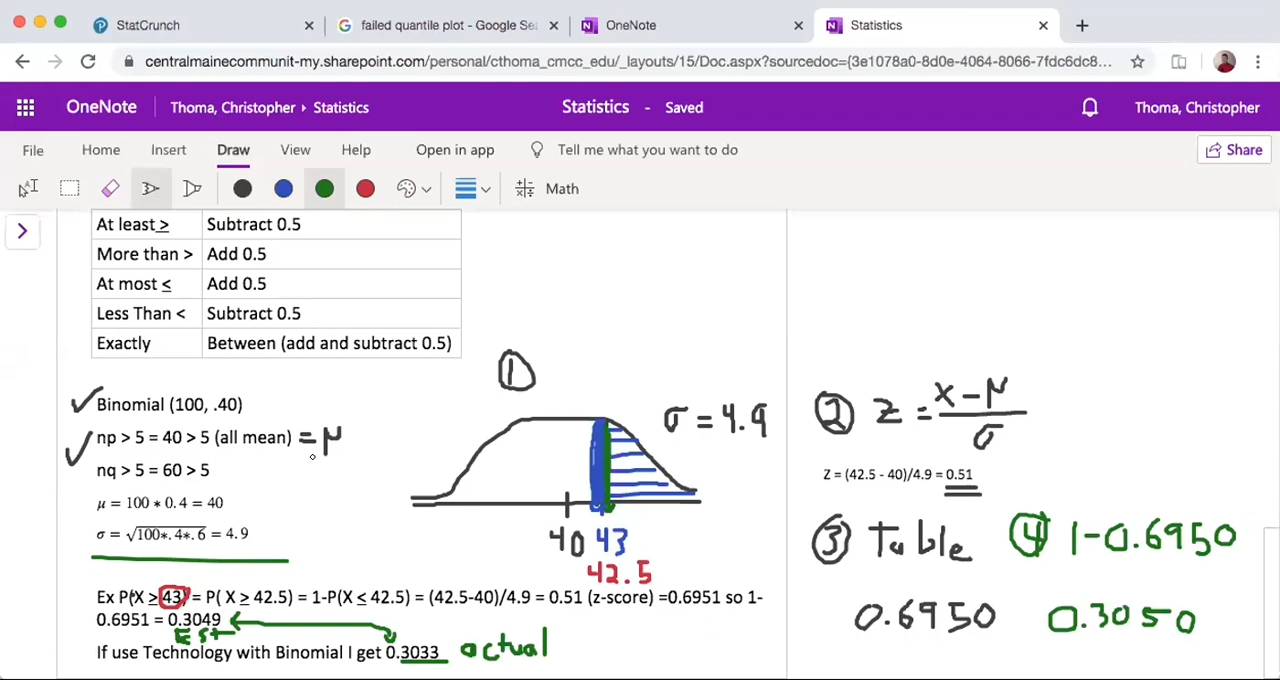 StatCrunch
failed quantile plot - Google Se
OneNote
Statistics
centralmainecommunit-my.sharepoint.com/personal/cthoma_cmcc_edu/_layouts/15/Doc.aspx?sourcedoc={3e1078a0-8d0e-4064-8066-7fdc6dc8...
OneNote
Thoma, Christopher › Statistics
Statistics - Saved
Thoma, Christopher
File
Home
Insert
Draw
View
Help
Open in app
Tell me what you want to do
Share
Math
At least ≥ Subtract 0.5
More than > Add 0.5
At most ≤ Add 0.5
Less Than < Subtract 0.5
Exactly Between (add and subtract 0.5)
Binomial (100, .40)
np > 5 = 40 > 5 (all mean) = μ
nq > 5 = 60 > 5
μ = 100 * 0.4 = 40
σ = √100*.4*.6 = 4.9
①
σ = 4.9
40 43
42.5
② z = x-μ/σ
Z = (42.5 - 40)/4.9 = 0.51
③ Table
0.6950
④ 1-0.6950
0.3050
Ex P(X ≥ 43) = P( X ≥ 42.5) = 1-P(X ≤ 42.5) = (42.5-40)/4.9 = 0.51 (z-score) =0.6951 so 1-
0.6951 = 0.3049
Est
If use Technology with Binomial I get 0.3033 actual